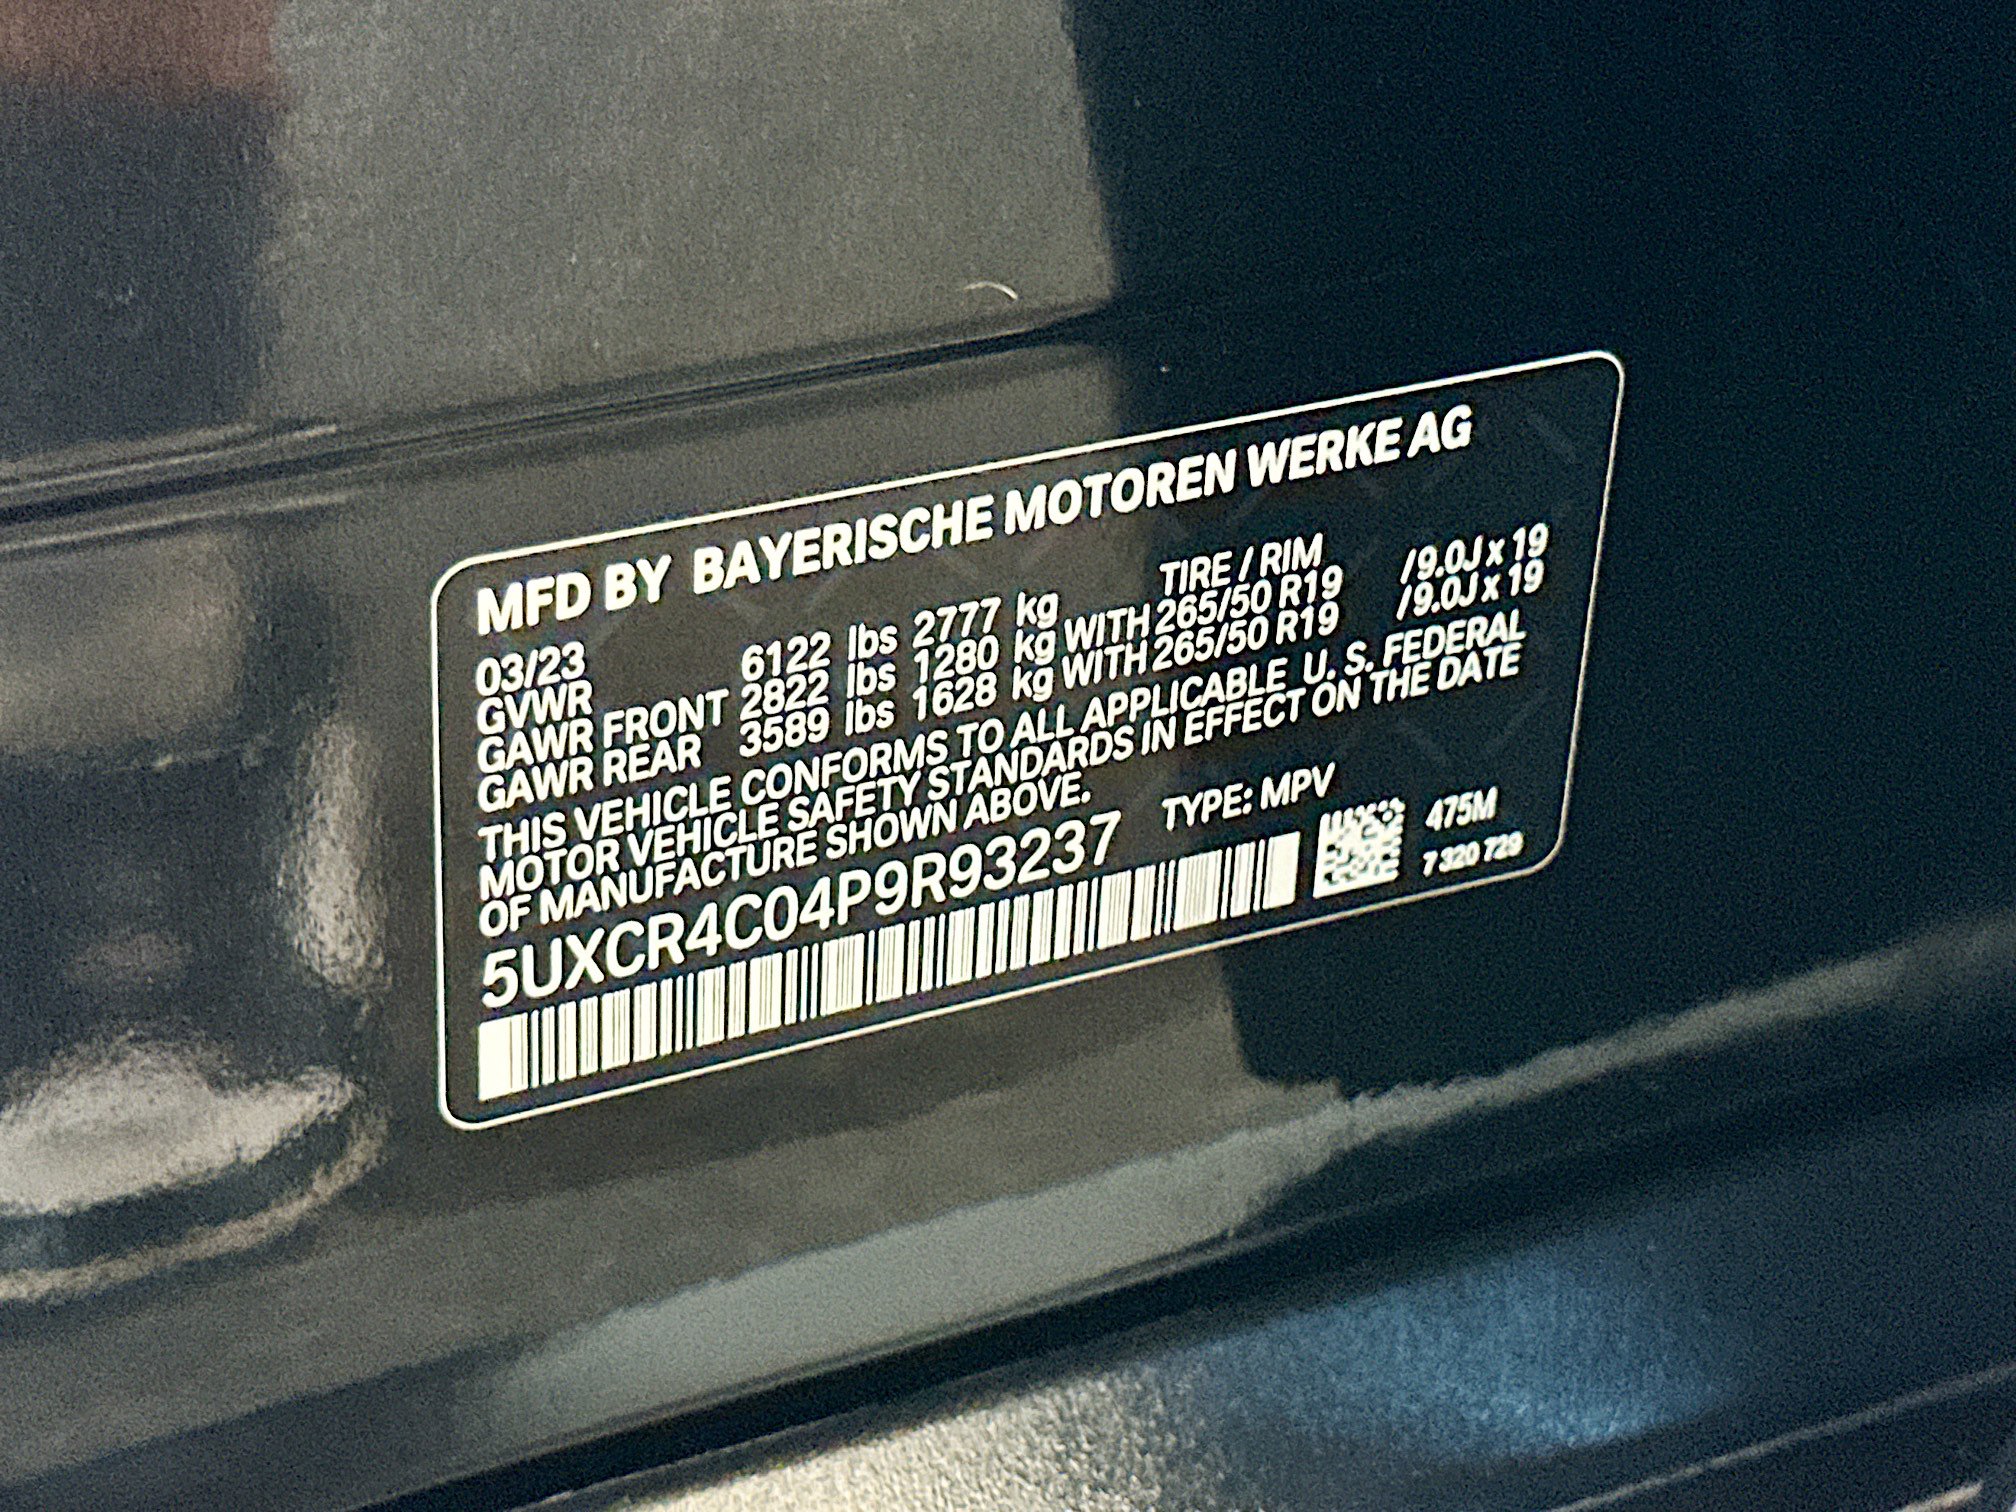 MFD BY BAYERISCHE MOTOREN WERKE AG
03/23 TIRE / RIM
GVWR 6122 lbs 2777 kg
GAWR FRONT 2822 lbs 1280 kg WITH 265/50 R19 /9.0J x 19
GAWR REAR 3589 lbs 1628 kg WITH 265/50 R19 /9.0J x 19
THIS VEHICLE CONFORMS TO ALL APPLICABLE U. S. FEDERAL
MOTOR VEHICLE SAFETY STANDARDS IN EFFECT ON THE DATE
OF MANUFACTURE SHOWN ABOVE.
5UXCR4C04P9R93237 TYPE: MPV
475M
7 320 729